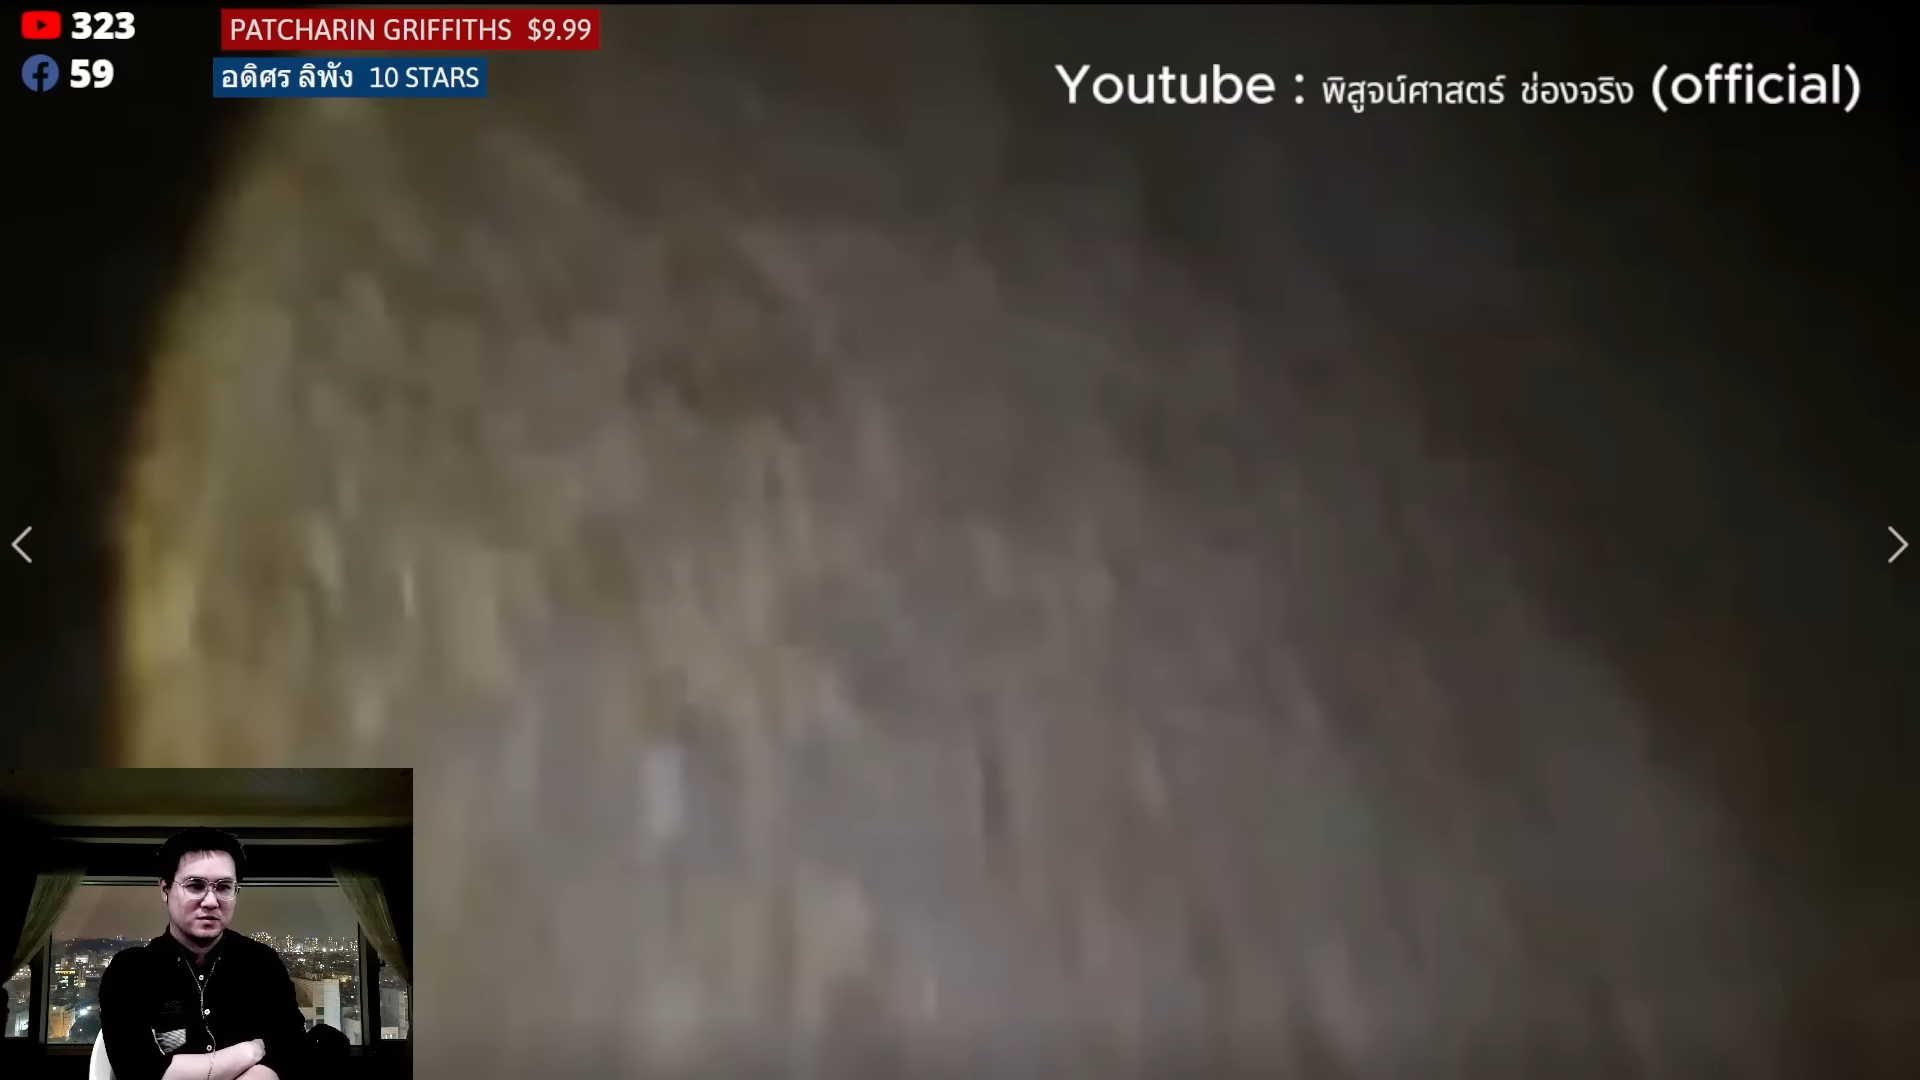 323
PATCHARIN GRIFFITHS $9.99
59
อดิศร ลิพัง 10 STARS
Youtube : พิสูจน์ศาสตร์ ช่องจริง (official)